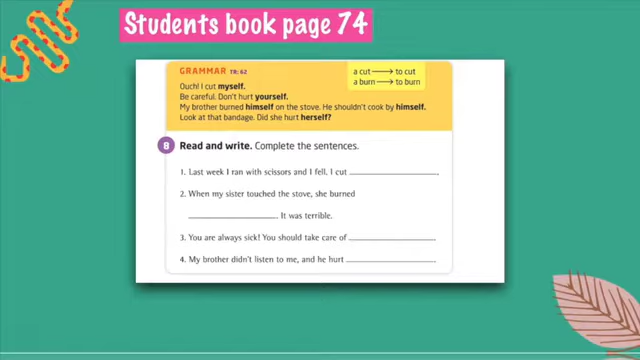 Students book page 74
GRAMMAR TR: 62
a cut → to cut
a burn → to burn
Ouch! I cut myself.
Be careful. Don't hurt yourself.
My brother burned himself on the stove. He shouldn't cook by himself.
Look at that bandage. Did she hurt herself?
8 Read and write. Complete the sentences.
1. Last week I ran with scissors and I fell. I cut ____________________.
2. When my sister touched the stove, she burned
____________________. It was terrible.
3. You are always sick! You should take care of ____________________
4. My brother didn't listen to me, and he hurt ____________________